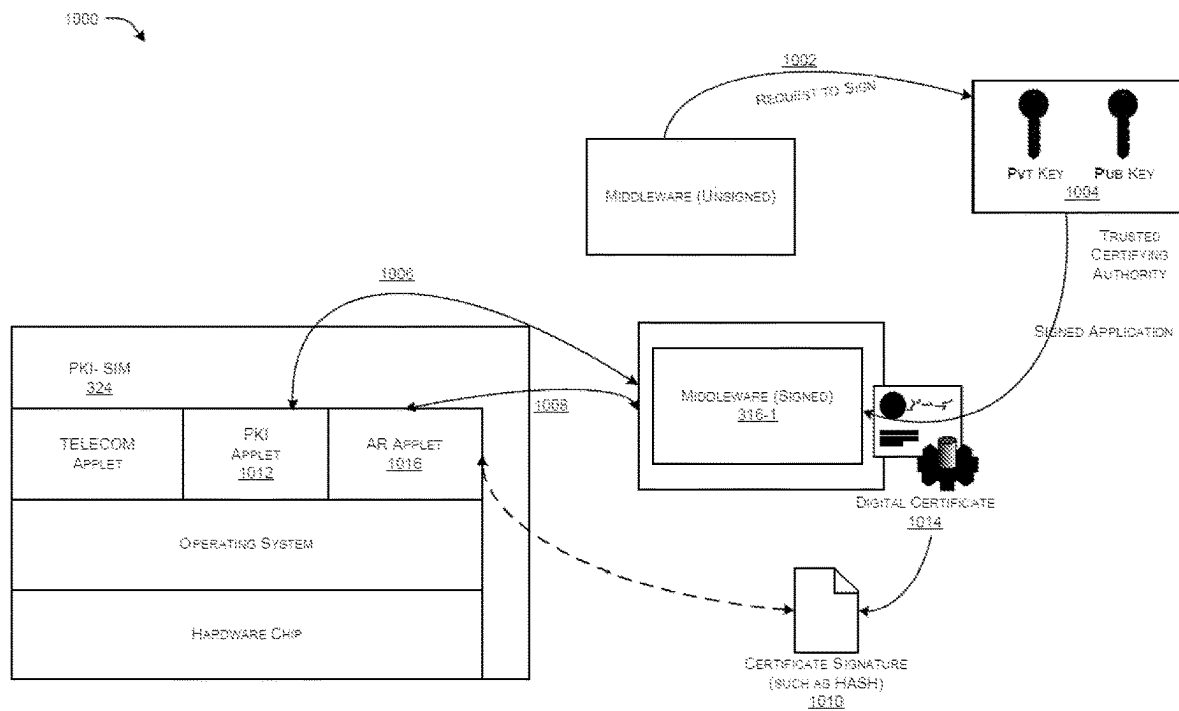 1000
1002
REQUEST TO SIGN
PVT KEY
PUB KEY
1004
MIDDLEWARE (UNSIGNED)
TRUSTED
CERTIFYING
AUTHORITY
1006
SIGNED APPLICATION
PKI- SIM
324
MIDDLEWARE (SIGNED)
316-1
1008
TELECOM
APPLET
PKI
APPLET
1012
AR APPLET
1016
DIGITAL CERTIFICATE
1014
OPERATING SYSTEM
HARDWARE CHIP
CERTIFICATE SIGNATURE
(SUCH AS HASH)
1010